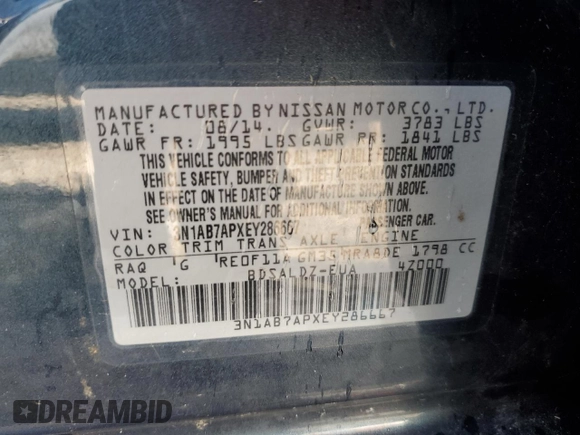 MANUFACTURED BY NISSAN MOTOR CO., LTD.
DATE: 08/14. GVWR: 3783 LBS
GAWR FR: 1995 LBS GAWR RR: 1841 LBS
THIS VEHICLE CONFORMS TO ALL APPLICABLE FEDERAL MOTOR
VEHICLE SAFETY, BUMPER AND THEFT PREVENTION STANDARDS
IN EFFECT ON THE DATE OF MANUFACTURE SHOWN ABOVE.
SEE OWNER'S MANUAL FOR ADDITIONAL INFORMATION.
VIN: 3N1AB7APXEY286667 PASSENGER CAR.
COLOR TRIM TRANS AXLE ENGINE
RAQ G RE0F11A GM35 MRA8DE 1798 CC
MODEL: BDSALDZ-EUA 4Z000
3N1AB7APXEY286667
DREAMBID